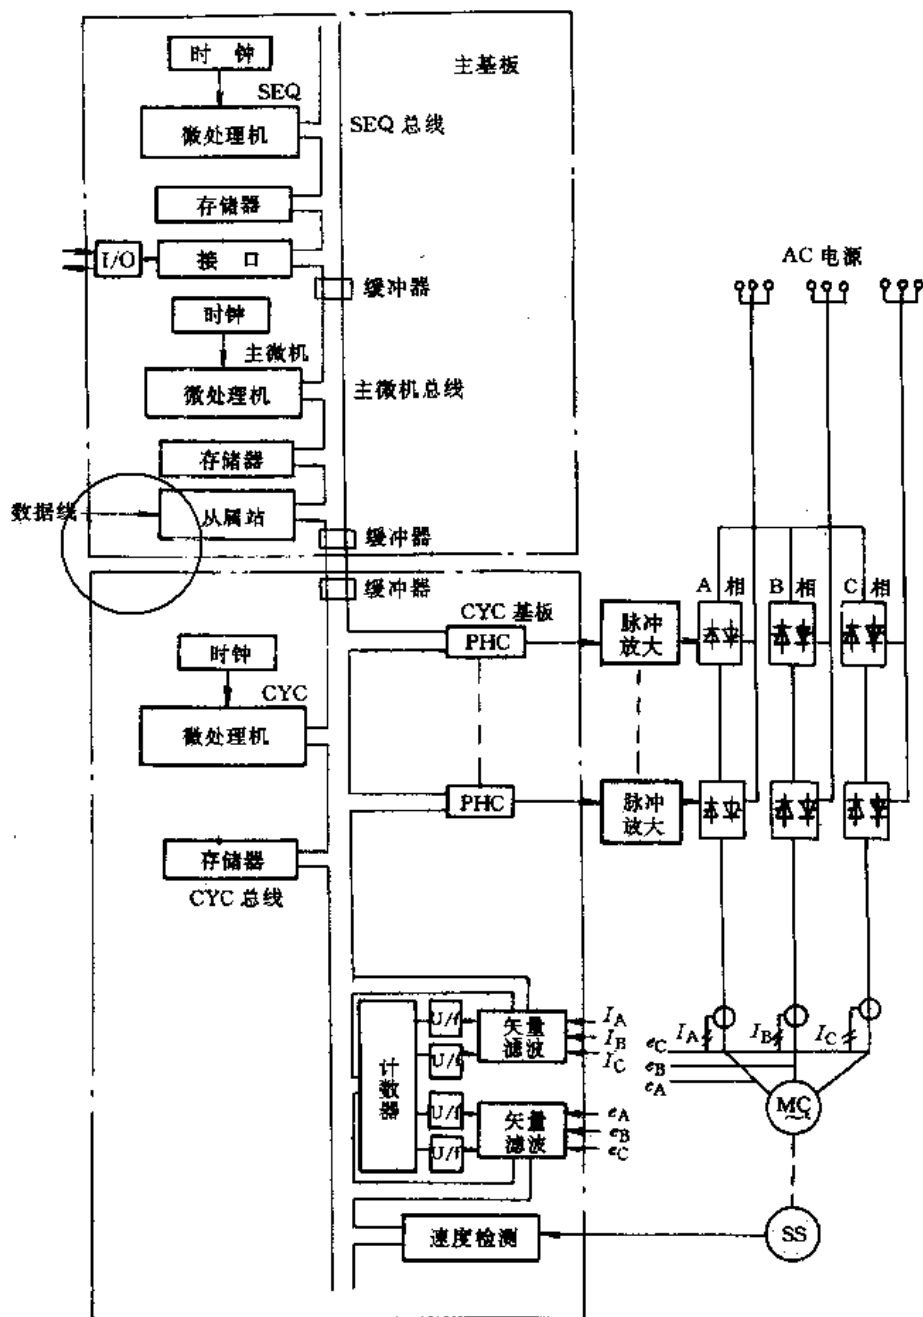 时 钟
主基板
SEQ
微处理机
SEQ 总线
存储器
I/O
接 口
AC 电源
缓冲器
时钟
主微机
微处理机
主微机总线
存储器
数据线
从属站
缓冲器
缓冲器
CYC 基板
A 相
B 相
C 相
PHC
脉冲
放大
时钟
CYC
微处理机
PHC
脉冲
放大
存储器
CYC 总线
计
数
器
U/f
U/f
U/f
U/f
矢量
滤波
I_A
I_B
I_C
矢量
滤波
e_A
e_B
e_C
e_C
e_B
e_A
I_A
I_B
I_C
MC
速度检测
SS